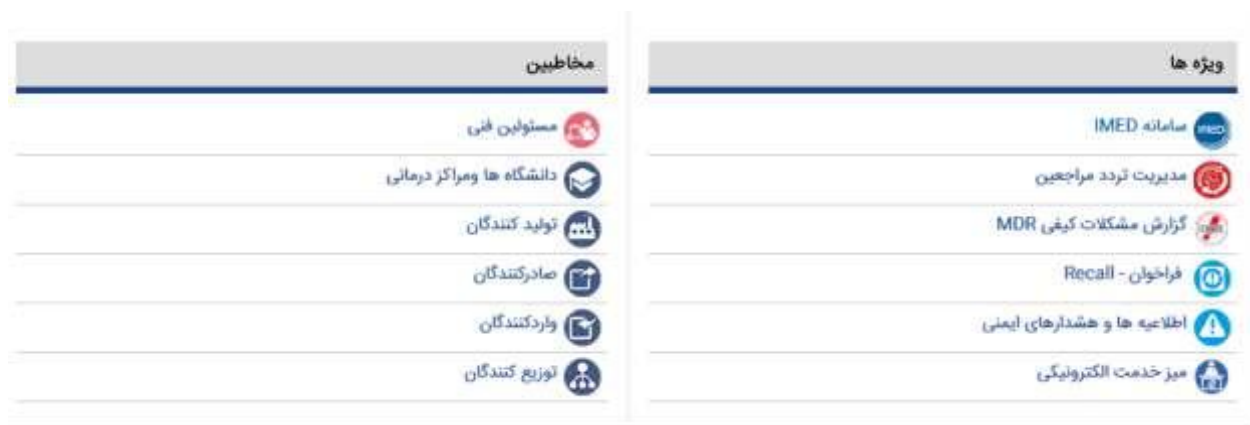 ویژه ها
سامانه IMED
مدیریت تردد مراجعین
گزارش مشکلات کیفی MDR
فراخوان - Recall
اطلاعیه ها و هشدارهای ایمنی
میز خدمت الکترونیکی
مخاطبین
مسئولین فنی
دانشگاه ها ومراکز درمانی
تولید کنندگان
صادرکنندگان
واردکنندگان
توزیع کنندگان